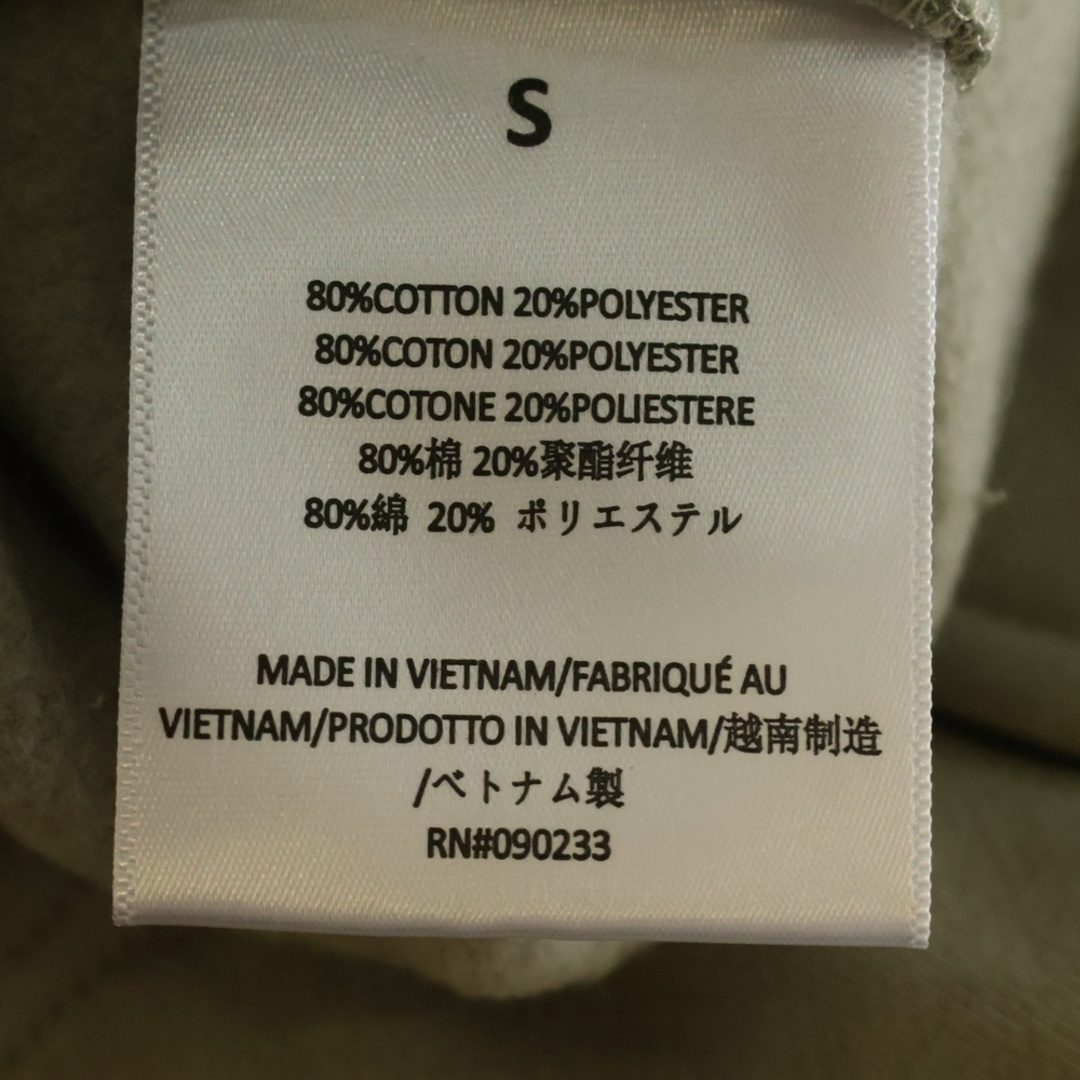 S
80%COTTON 20%POLYESTER
80%COTON 20%POLYESTER
80%COTONE 20%POLIESTERE
80%棉 20%聚酯纤维
80%綿 20% ポリエステル
MADE IN VIETNAM/FABRIQUÉ AU
VIETNAM/PRODOTTO IN VIETNAM/越南制造
/ベトナム製
RN#090233